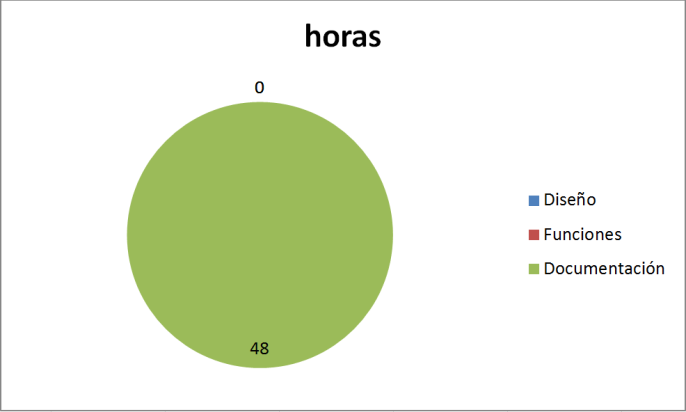 horas
0
48
Diseño
Funciones
Documentación